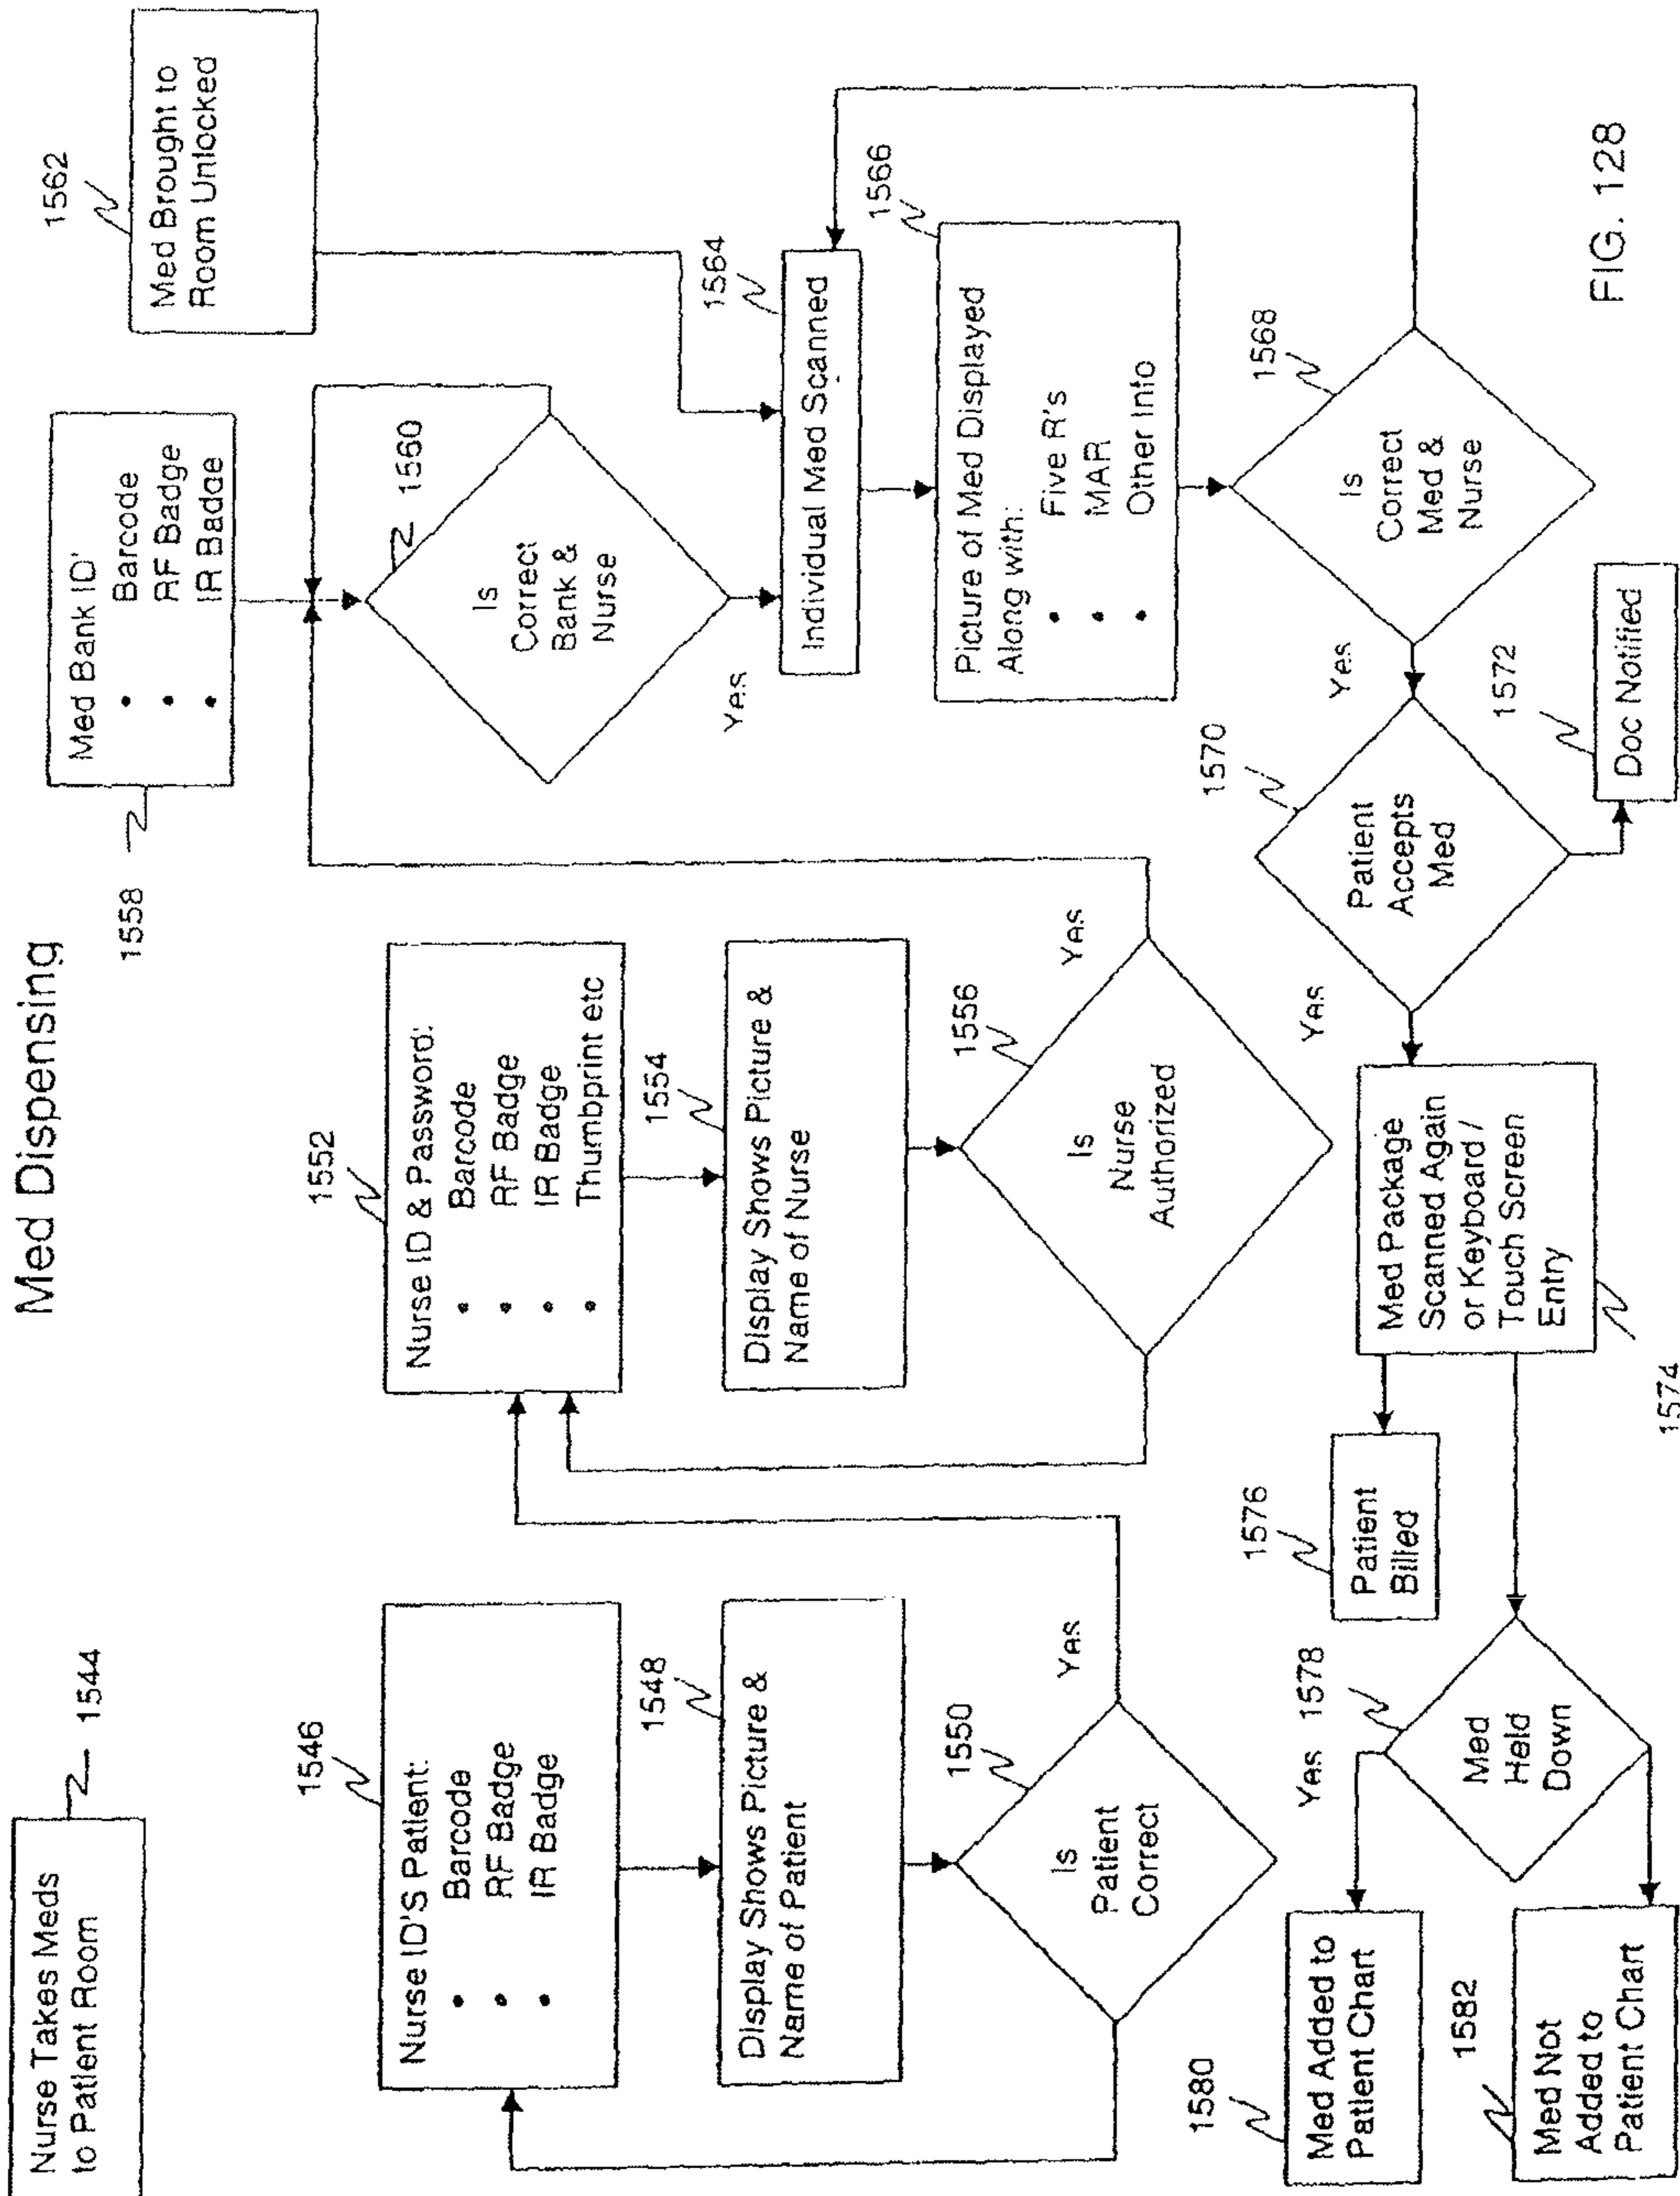 Med Dispensing
Nurse Takes Meds
to Patient Room
1544
1546
Nurse ID'S Patient:
• Barcode
• RF Badge
• IR Badge
1548
Display Shows Picture &
Name of Patient
1550
Is
Patient
Correct
Yes
1552
Nurse ID & Password:
• Barcode
• RF Badge
• IR Badge
• Thumbprint etc
1554
Display Shows Picture &
Name of Nurse
1556
Is
Nurse
Authorized
Yes
1558
Med Bank ID'
• Barcode
• RF Badge
• IR Badge
1560
Is
Correct
Bank &
Nurse
Yes
1562
Med Brought to
Room Unlocked
1564
Individual Med Scanned
1566
Picture of Med Displayed
Along with:
• Five R's
• MAR
• Other Info
1568
Is
Correct
Med &
Nurse
Yes
1570
Patient
Accepts
Med
1572
Doc Notified
Yes
Med Package
Scanned Again
or Keyboard /
Touch Screen
Entry
1574
1576
Patient
Billed
1578
Med
Held
Down
Yes
1580
Med Added to
Patient Chart
1582
Med Not
Added to
Patient Chart
FIG. 128